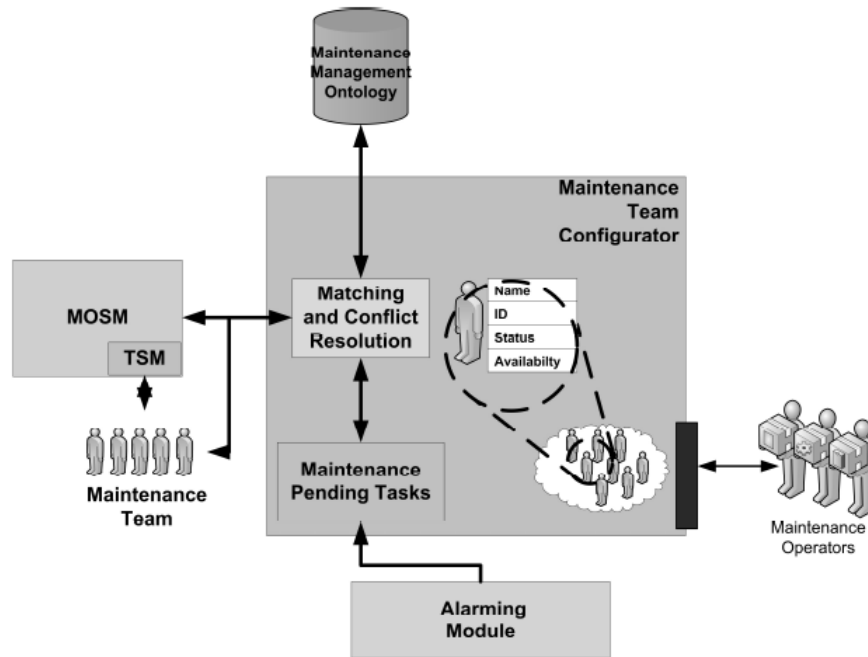 Maintenance
Management
Ontology
Maintenance
Team
Configurator
Name
ID
Status
Availabilty
Matching
and Conflict
Resolution
MOSM
TSM
Maintenance
Team
Maintenance
Pending Tasks
Maintenance
Operators
Alarming
Module